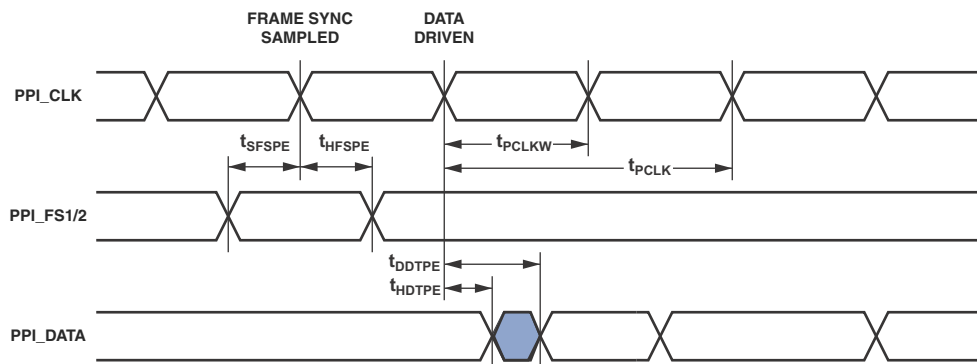 FRAME SYNC
SAMPLED
DATA
DRIVEN
PPI_CLK
tSFSPE
tHFSPE
tPCLKW
tPCLK
PPI_FS1/2
tDDTPE
tHDTPE
PPI_DATA